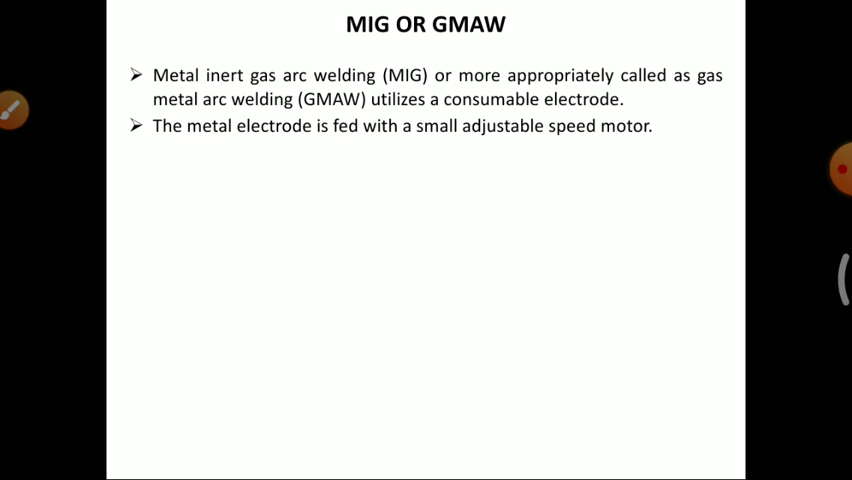 MIG OR GMAW
➢ Metal inert gas arc welding (MIG) or more appropriately called as gas
metal arc welding (GMAW) utilizes a consumable electrode.
➢ The metal electrode is fed with a small adjustable speed motor.